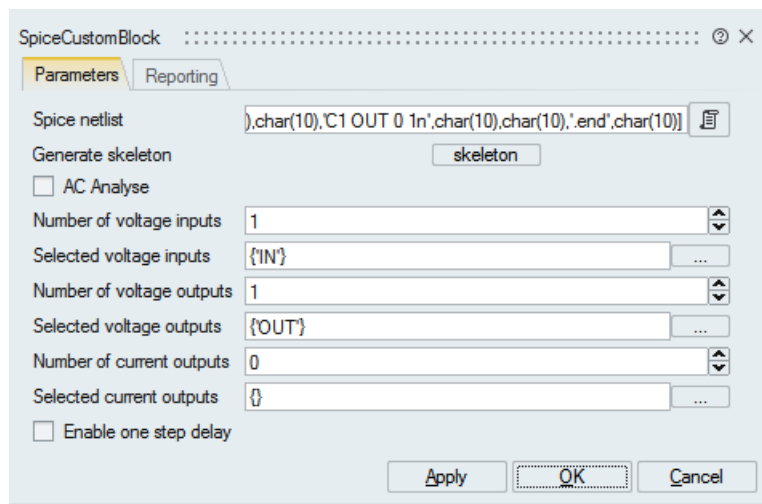 SpiceCustomBlock
Parameters Reporting
Spice netlist ),char(10),'C1 OUT 0 1n',char(10),char(10),'.end',char(10)]
Generate skeleton skeleton
AC Analyse
Number of voltage inputs 1
Selected voltage inputs {'IN'} ...
Number of voltage outputs 1
Selected voltage outputs {'OUT'} ...
Number of current outputs 0
Selected current outputs {} ...
Enable one step delay
Apply OK Cancel